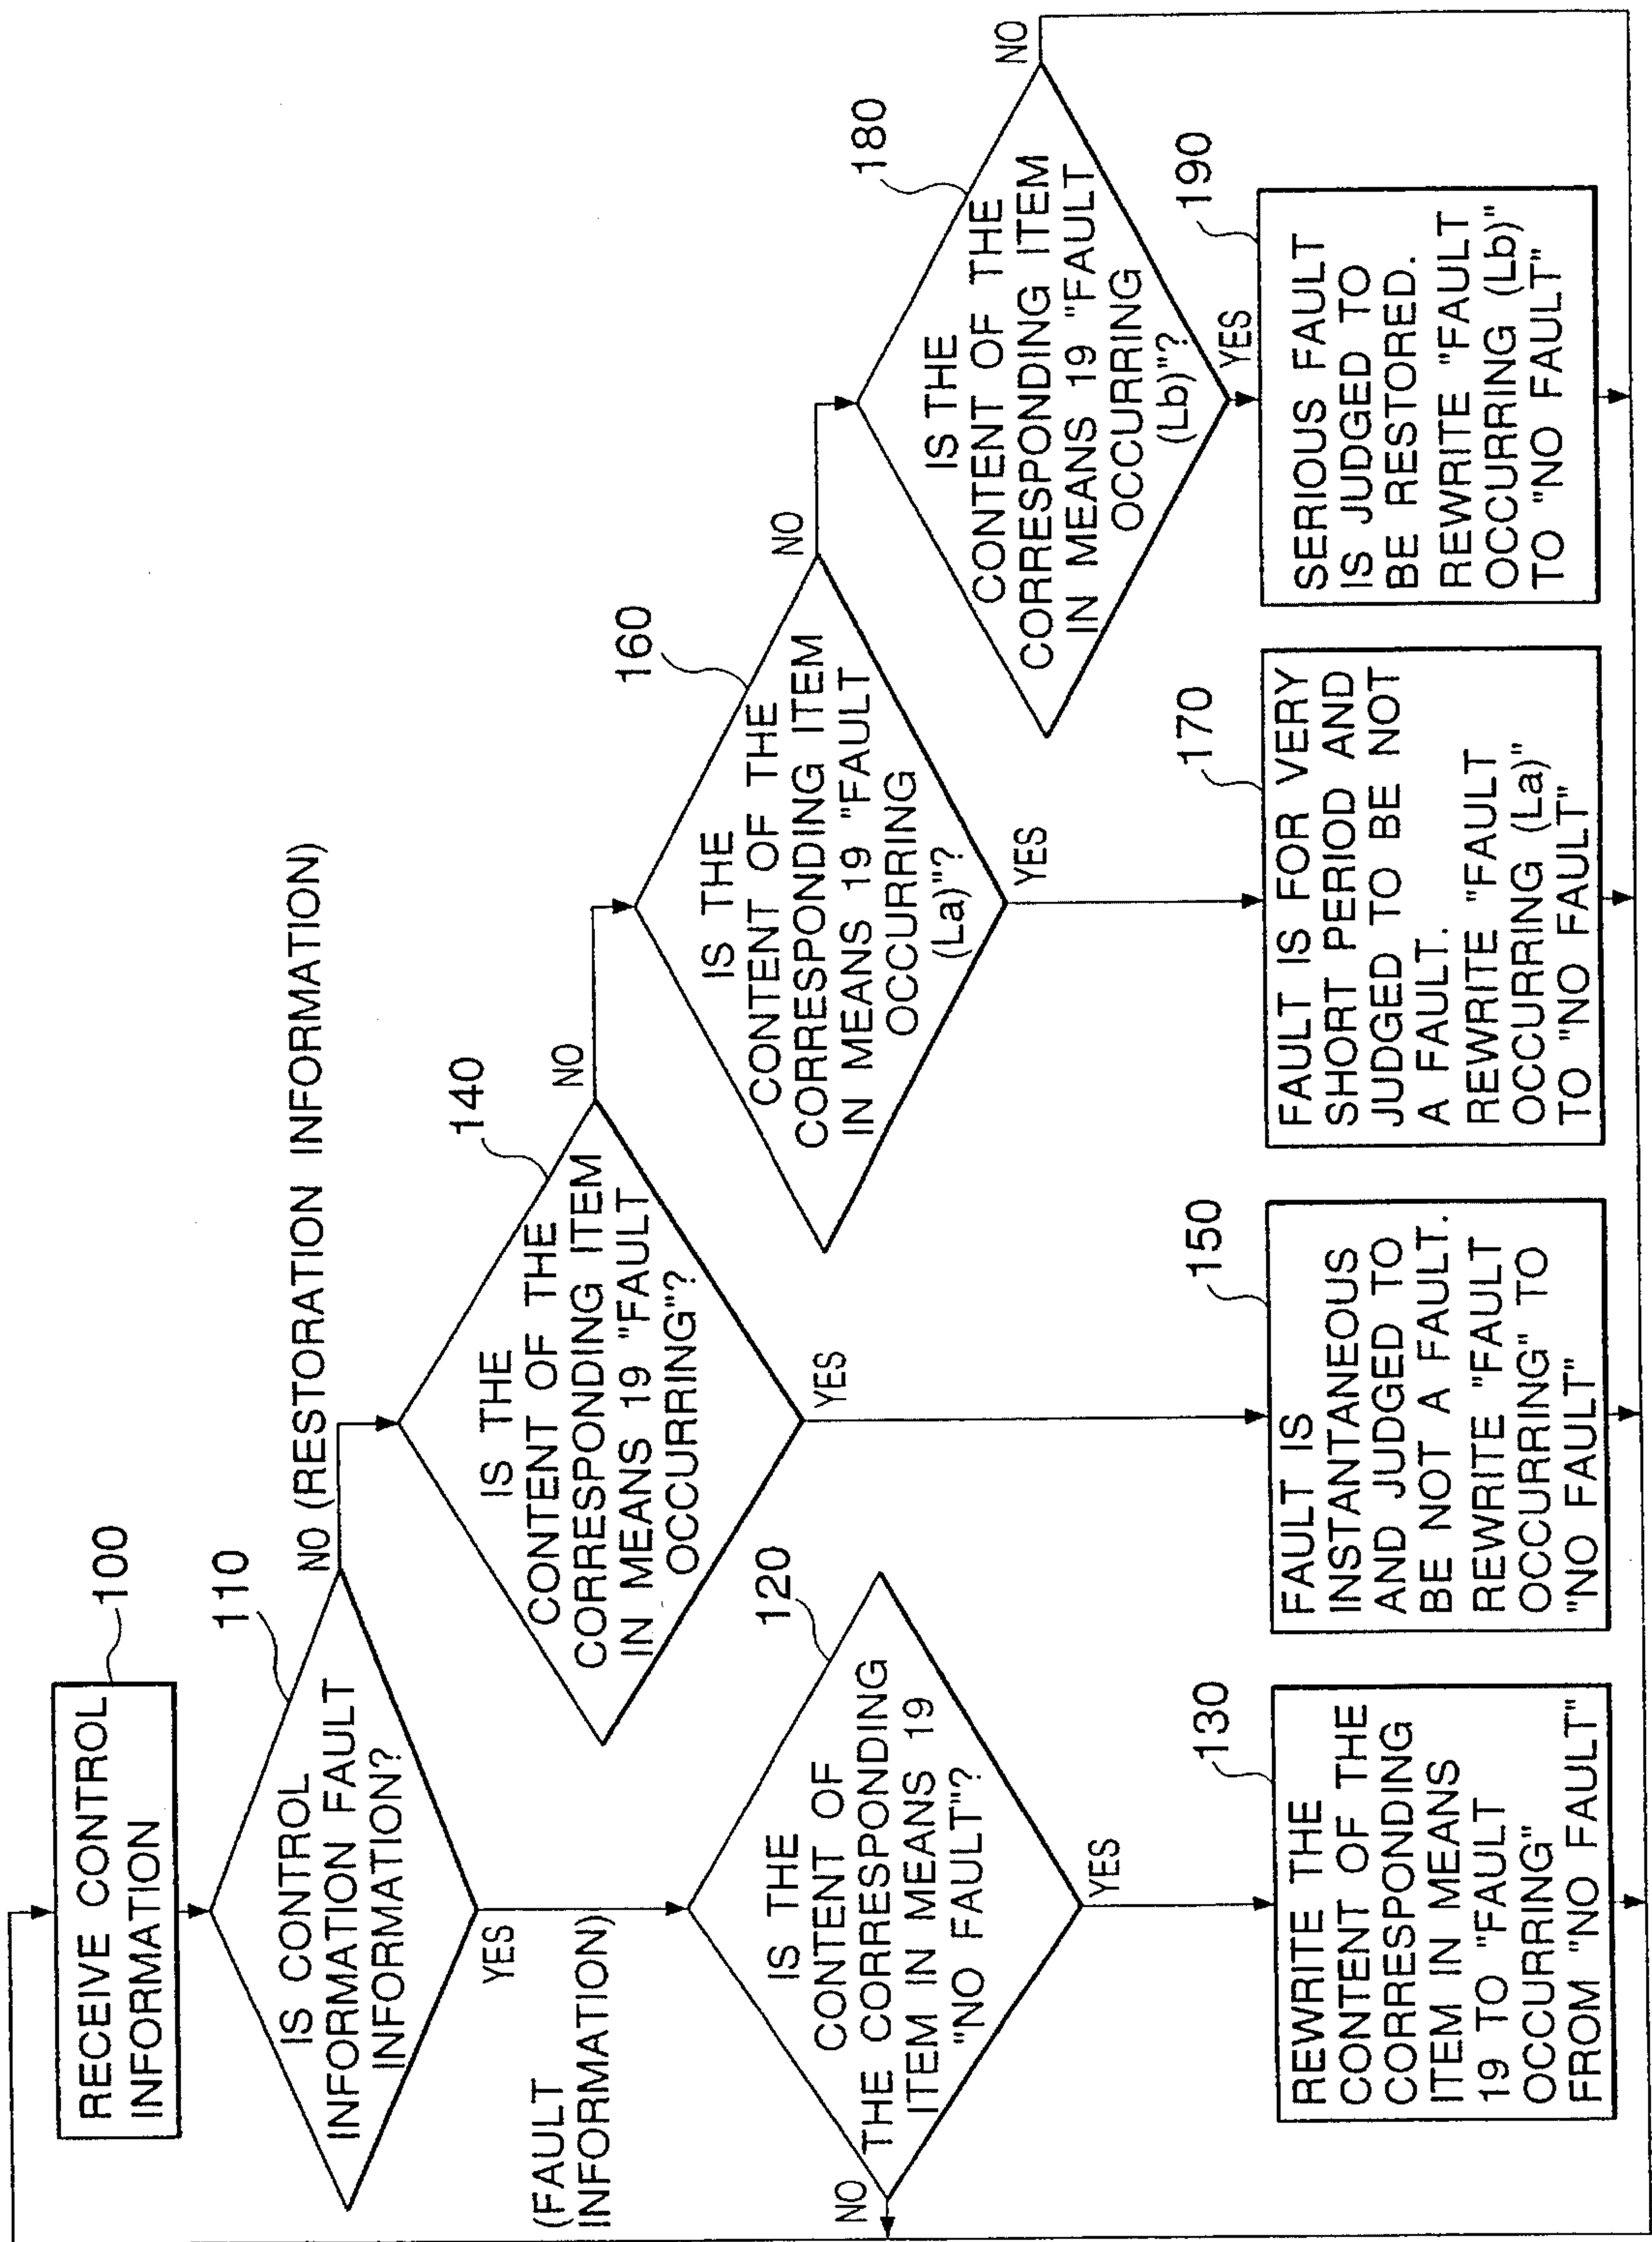 RECEIVE CONTROL
INFORMATION
100
IS CONTROL
INFORMATION FAULT
INFORMATION?
110
NO (RESTORATION INFORMATION)
YES
(FAULT
INFORMATION)
IS THE
CONTENT OF
THE CORRESPONDING
ITEM IN MEANS 19
"NO FAULT"?
120
NO
YES
REWRITE THE
CONTENT OF THE
CORRESPONDING
ITEM IN MEANS
19 TO "FAULT
OCCURRING"
FROM "NO FAULT"
130
IS THE
CONTENT OF THE
CORRESPONDING ITEM
IN MEANS 19 "FAULT
OCCURRING"?
140
NO
YES
FAULT IS
INSTANTANEOUS
AND JUDGED TO
BE NOT A FAULT.
REWRITE "FAULT
OCCURRING" TO
"NO FAULT"
150
IS THE
CONTENT OF THE
CORRESPONDING ITEM
IN MEANS 19 "FAULT
OCCURRING
(La)"?
160
NO
YES
FAULT IS FOR VERY
SHORT PERIOD AND
JUDGED TO BE NOT
A FAULT.
REWRITE "FAULT
OCCURRING (La)"
TO "NO FAULT"
170
IS THE
CONTENT OF THE
CORRESPONDING ITEM
IN MEANS 19 "FAULT
OCCURRING
(Lb)"?
180
NO
YES
SERIOUS FAULT
IS JUDGED TO
BE RESTORED.
REWRITE "FAULT
OCCURRING (Lb)"
TO "NO FAULT"
190